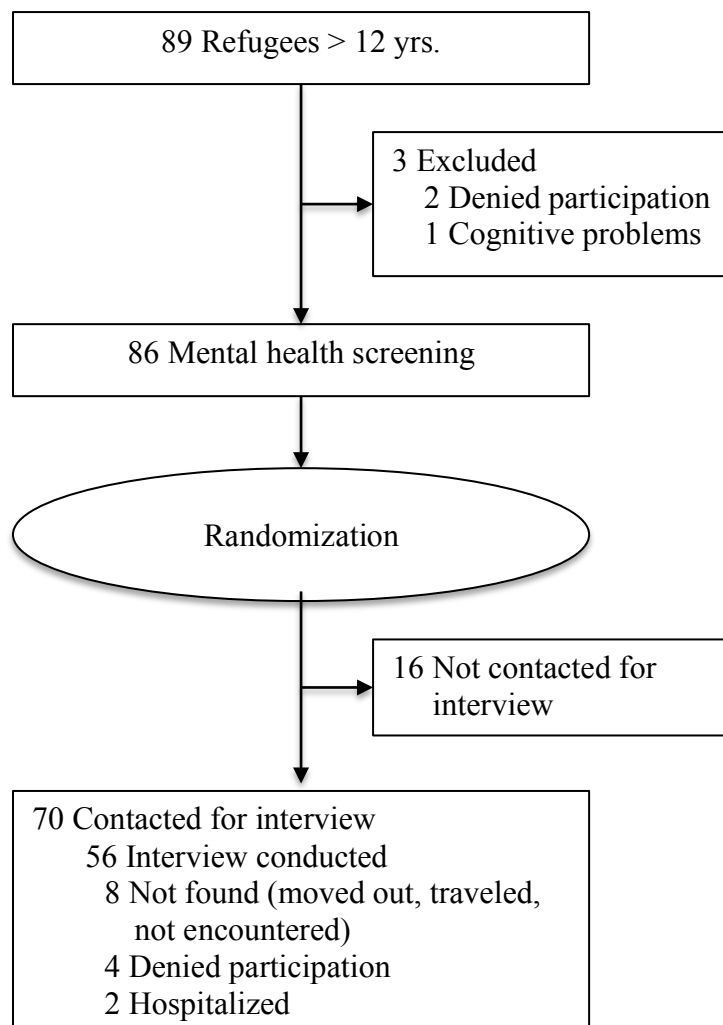 89 Refugees > 12 yrs.
3 Excluded
2 Denied participation
1 Cognitive problems
86 Mental health screening
Randomization
16 Not contacted for
interview
70 Contacted for interview
56 Interview conducted
8 Not found (moved out, traveled,
not encountered)
4 Denied participation
2 Hospitalized